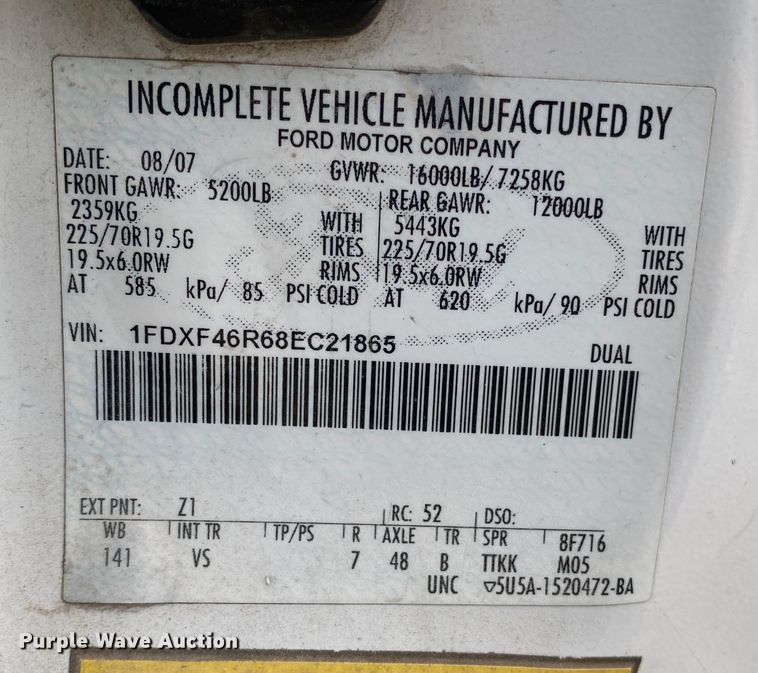 INCOMPLETE VEHICLE MANUFACTURED BY
FORD MOTOR COMPANY
DATE: 08/07 GVWR: 16000LB/ 7258KG
FRONT GAWR: 5200LB REAR GAWR: 12000LB
2359KG WITH 5443KG WITH
225/70R19.5G TIRES 225/70R19.5G TIRES
19.5x6.0RW RIMS 19.5x6.0RW RIMS
AT 585 kPa/ 85 PSI COLD AT 620 kPa/ 90 PSI COLD
VIN: 1FDXF46R68EC21865
DUAL
EXT PNT: Z1 RC: 52 DSO:
WB INT TR TP/PS R AXLE TR SPR 8F716
141 VS 7 48 B TTKK M05
UNC 5U5A-1520472-BA
Purple Wave Auction